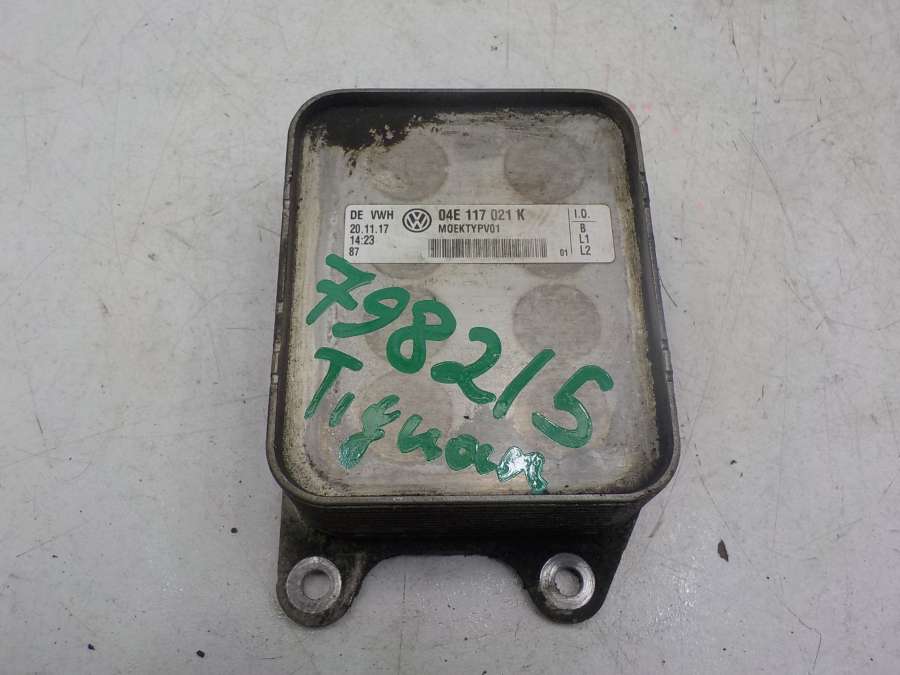 DE VWH 04E 117 021 K I.D.
20.11.17 MOEKTYPV01 B
14:23 L1
87 01 L2
798215
Tiguan